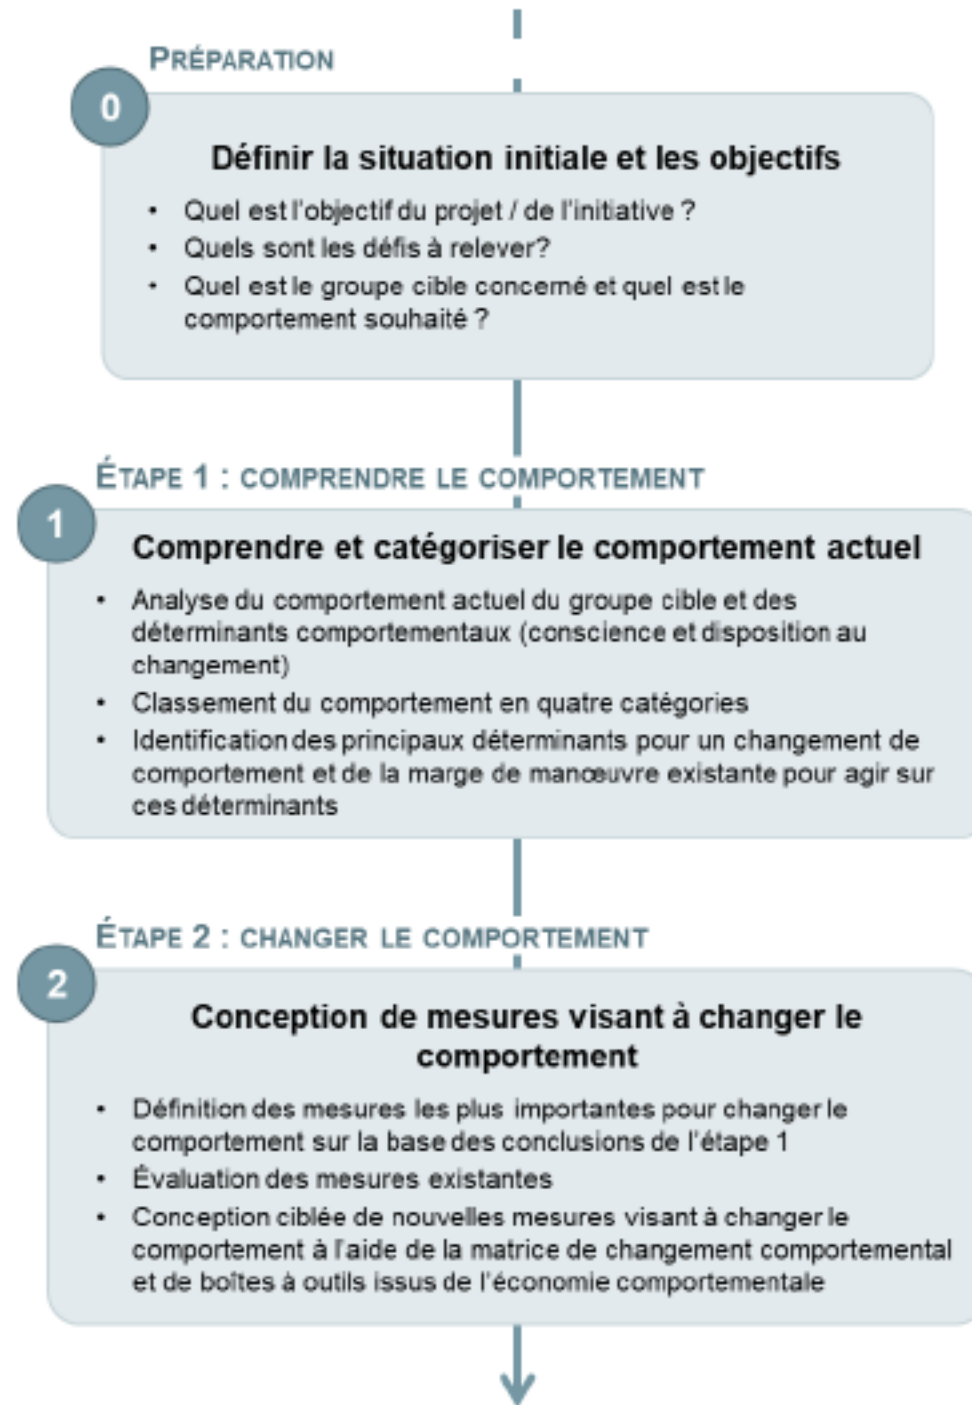 PRÉPARATION
0
Définir la situation initiale et les objectifs
• Quel est l'objectif du projet / de l'initiative ?
• Quels sont les défis à relever?
• Quel est le groupe cible concerné et quel est le
comportement souhaité ?
ÉTAPE 1 : COMPRENDRE LE COMPORTEMENT
1
Comprendre et catégoriser le comportement actuel
• Analyse du comportement actuel du groupe cible et des
déterminants comportementaux (conscience et disposition au
changement)
• Classement du comportement en quatre catégories
• Identification des principaux déterminants pour un changement de
comportement et de la marge de manœuvre existante pour agir sur
ces déterminants
ÉTAPE 2 : CHANGER LE COMPORTEMENT
2
Conception de mesures visant à changer le
comportement
• Définition des mesures les plus importantes pour changer le
comportement sur la base des conclusions de l'étape 1
• Évaluation des mesures existantes
• Conception ciblée de nouvelles mesures visant à changer le
comportement à l'aide de la matrice de changement comportemental
et de boîtes à outils issus de l'économie comportementale